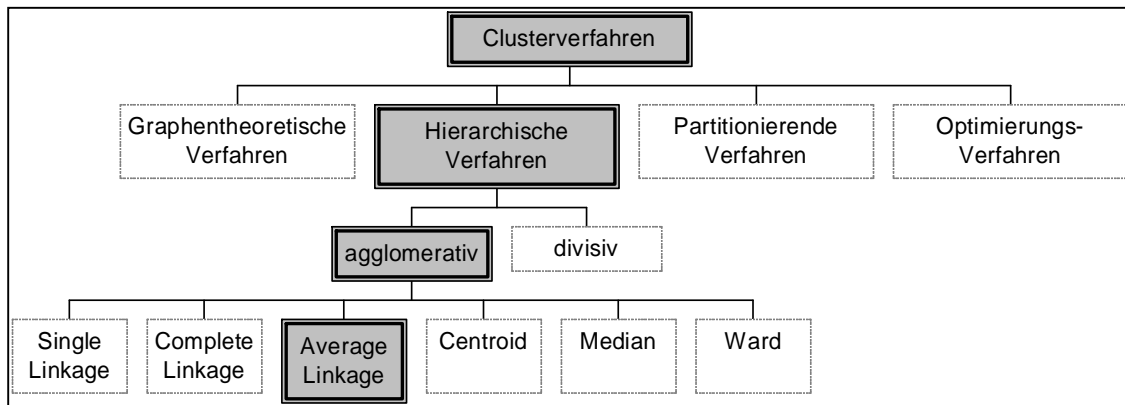 Clusterverfahren
Graphentheoretische
Verfahren
Hierarchische
Verfahren
Partitionierende
Verfahren
Optimierungs-
Verfahren
agglomerativ
divisiv
Single
Linkage
Complete
Linkage
Average
Linkage
Centroid
Median
Ward